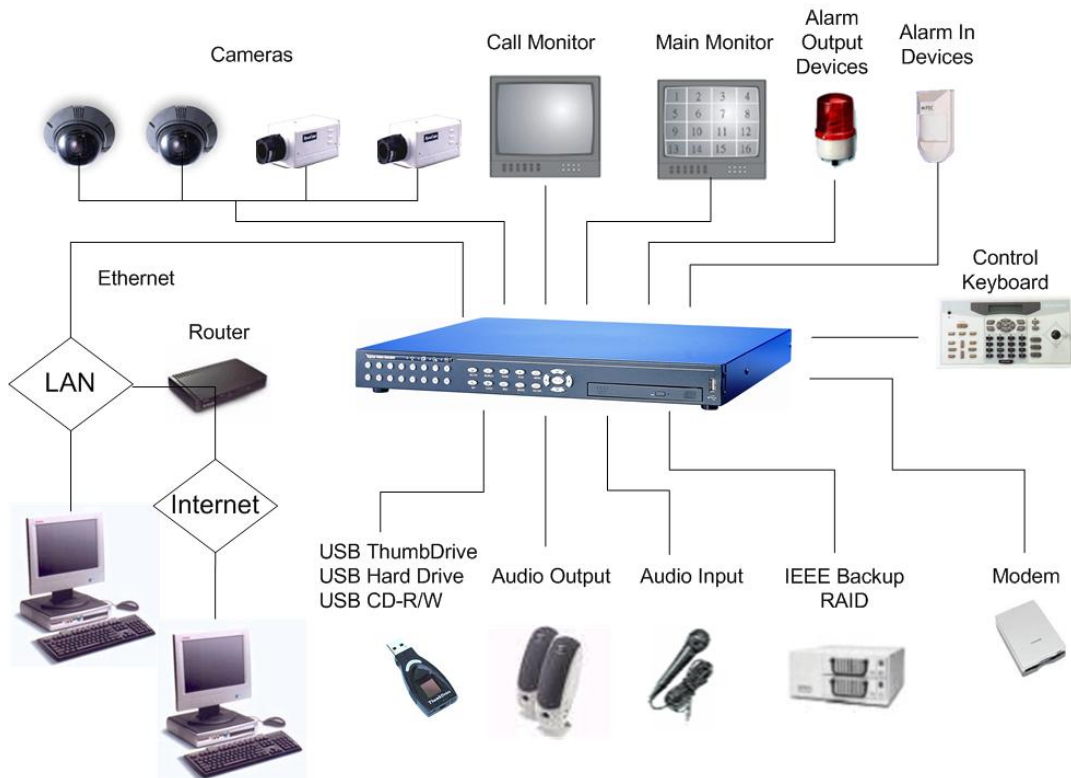 Cameras
Call Monitor
Main Monitor
Alarm
Output
Devices
Alarm In
Devices
1 2 3 4
5 6 7 8
9 10 11 12
13 14 15 16
Control
Keyboard
Ethernet
Router
LAN
Internet
USB ThumbDrive
USB Hard Drive
USB CD-R/W
Audio Output
Audio Input
IEEE Backup
RAID
Modem
ThumbDrive